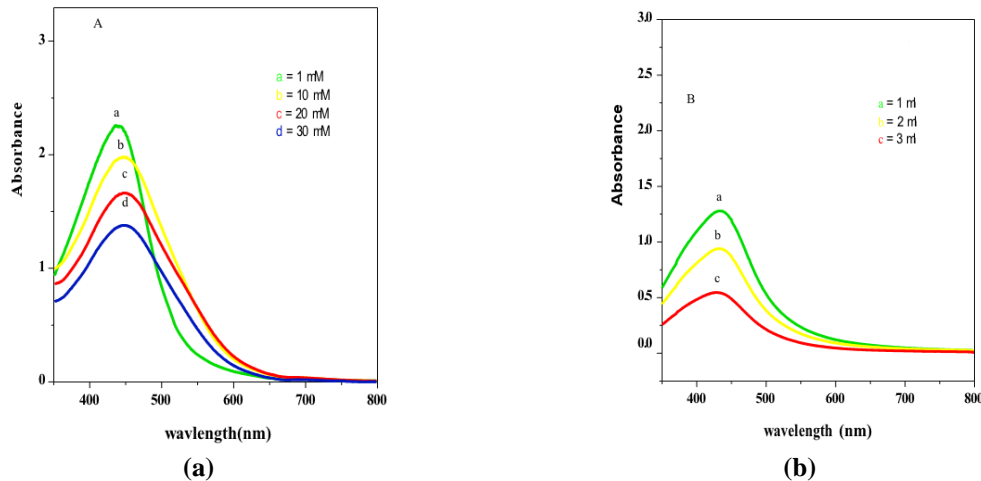 A
3
2
1
0
Absorbance
a = 1 mM
b = 10 mM
c = 20 mM
d = 30 mM
a
b
c
d
400 500 600 700 800
wavlength(nm)
(a)
3.0
2.5
2.0
1.5
1.0
0.5
0.0
Absorbance
B
a = 1 ml
b = 2 ml
c = 3 ml
a
b
c
400 500 600 700 800
wavelength (nm)
(b)